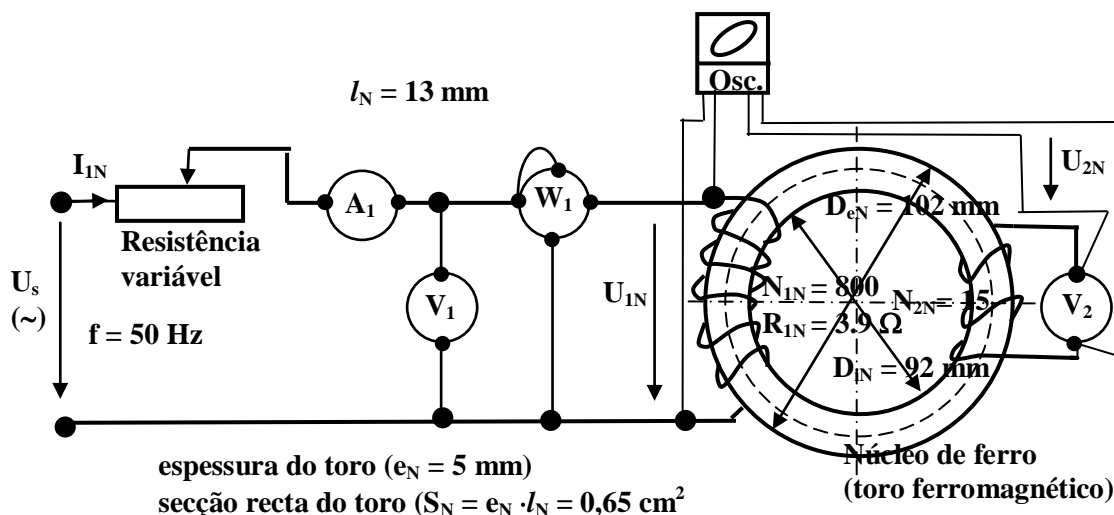 Osc.
l_N = 13 mm
I_1N
A_1
W_1
U_2N
D_eN = 102 mm
Resistência
variável
U_s
(~)
V_1
U_1N
N_1N = 800
N_2N = 15
V_2
f = 50 Hz
R_1N = 3.9 Ω
D_iN = 92 mm
espessura do toro (e_N = 5 mm)
secção recta do toro (S_N = e_N ·l_N = 0,65 cm²
Núcleo de ferro
(toro ferromagnético)